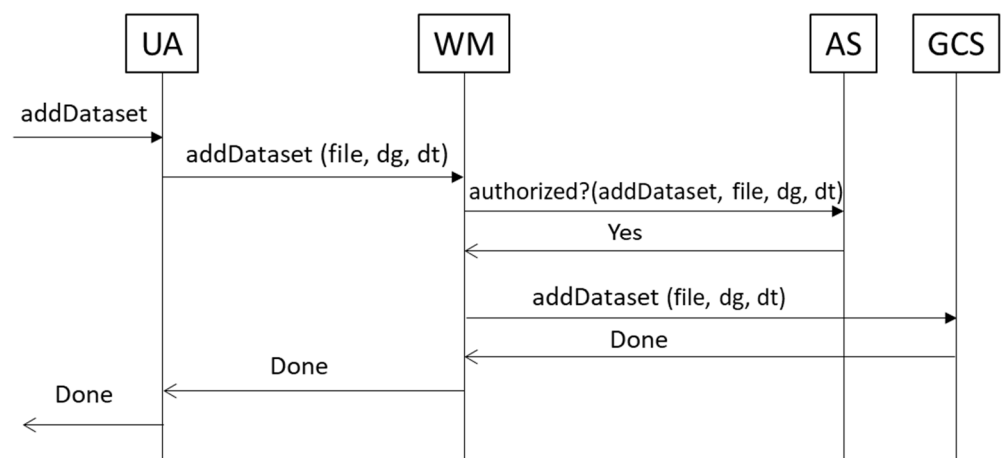 UA
WM
AS
GCS
addDataset
addDataset (file, dg, dt)
authorized?(addDataset, file, dg, dt)
Yes
addDataset (file, dg, dt)
Done
Done
Done